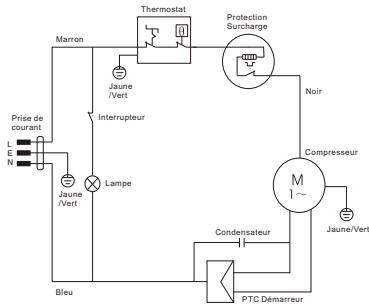 Thermostat
Protection
Surcharge
Marron
Jaune
/Vert
Noir
Prise de
courant
Interrupteur
L
E
N
Compresseur
M
1~
Lampe
Jaune
/Vert
Jaune/Vert
Condensateur
Bleu
PTC Démarreur